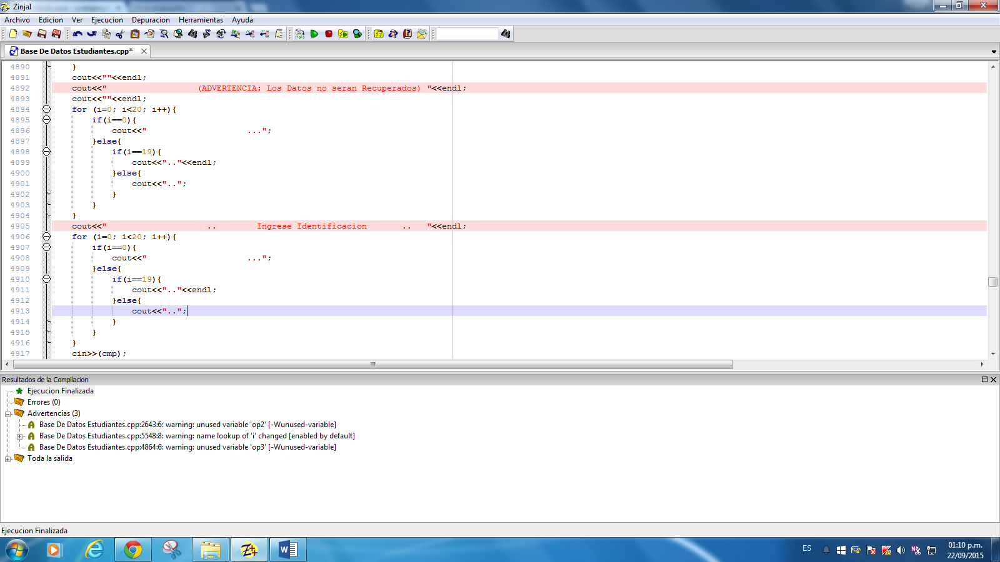 ZinjaI
Archivo Edicion Ver Ejecucion Depuracion Herramientas Ayuda
Base De Datos Estudiantes.cpp*
4890 }
4891 cout<<""<<endl;
4892 cout<<" (ADVERTENCIA: Los Datos no seran Recuperados) "<<endl;
4893 cout<<""<<endl;
4894 for (i=0; i<20; i++){
4895 if(i==0){
4896 cout<<" ...";
4897 }else{
4898 if(i==19){
4899 cout<<".."<<endl;
4900 }else{
4901 cout<<"..";
4902 }
4903 }
4904 }
4905 cout<<" .. Ingrese Identificacion .. "<<endl;
4906 for (i=0; i<20; i++){
4907 if(i==0){
4908 cout<<" ...";
4909 }else{
4910 if(i==19){
4911 cout<<".."<<endl;
4912 }else{
4913 cout<<"..";
4914 }
4915 }
4916 }
4917 cin>>(cmp);
Resultados de la Compilacion
Ejecucion Finalizada
Errores (0)
Advertencias (3)
Base De Datos Estudiantes.cpp:2643:6: warning: unused variable 'op2' [-Wunused-variable]
Base De Datos Estudiantes.cpp:5548:8: warning: name lookup of 'i' changed [enabled by default]
Base De Datos Estudiantes.cpp:4864:6: warning: unused variable 'op3' [-Wunused-variable]
Toda la salida
Ejecucion Finalizada
ES
01:10 p.m.
22/09/2015